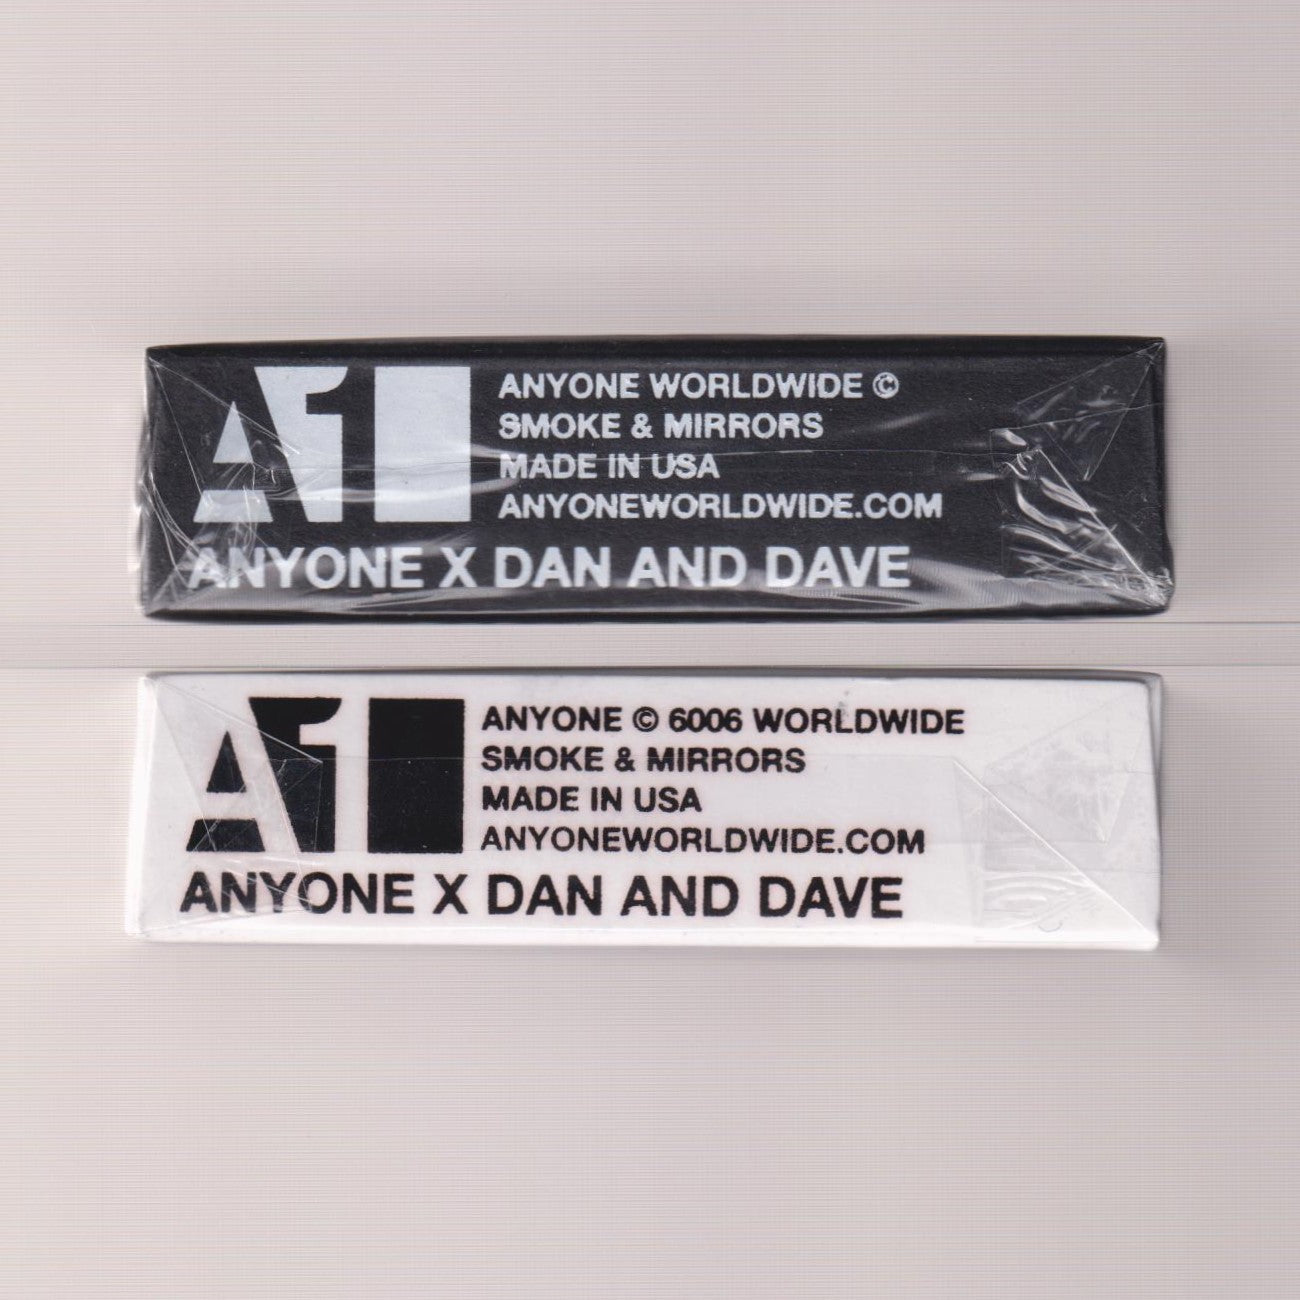 A1
ANYONE WORLDWIDE ©
SMOKE & MIRRORS
MADE IN USA
ANYONEWORLDWIDE.COM
ANYONE X DAN AND DAVE
A1
ANYONE © 6006 WORLDWIDE
SMOKE & MIRRORS
MADE IN USA
ANYONEWORLDWIDE.COM
ANYONE X DAN AND DAVE